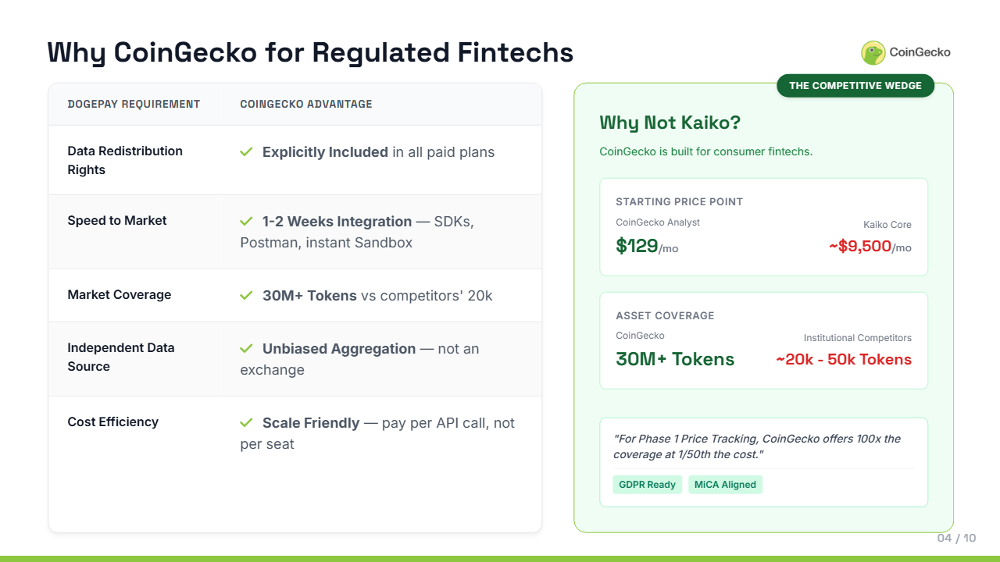 Why CoinGecko for Regulated Fintechs
CoinGecko
DOGEPAY REQUIREMENT
COINGECKO ADVANTAGE
Data Redistribution
Rights
Explicitly Included in all paid plans
Speed to Market
1-2 Weeks Integration — SDKs,
Postman, instant Sandbox
Market Coverage
30M+ Tokens vs competitors' 20k
Independent Data
Source
Unbiased Aggregation — not an
exchange
Cost Efficiency
Scale Friendly — pay per API call, not
per seat
THE COMPETITIVE WEDGE
Why Not Kaiko?
CoinGecko is built for consumer fintechs.
STARTING PRICE POINT
CoinGecko Analyst
$129/mo
Kaiko Core
~$9,500/mo
ASSET COVERAGE
CoinGecko
30M+ Tokens
Institutional Competitors
~20k - 50k Tokens
"For Phase 1 Price Tracking, CoinGecko offers 100x the
coverage at 1/50th the cost."
GDPR Ready
MiCA Aligned
04 / 10